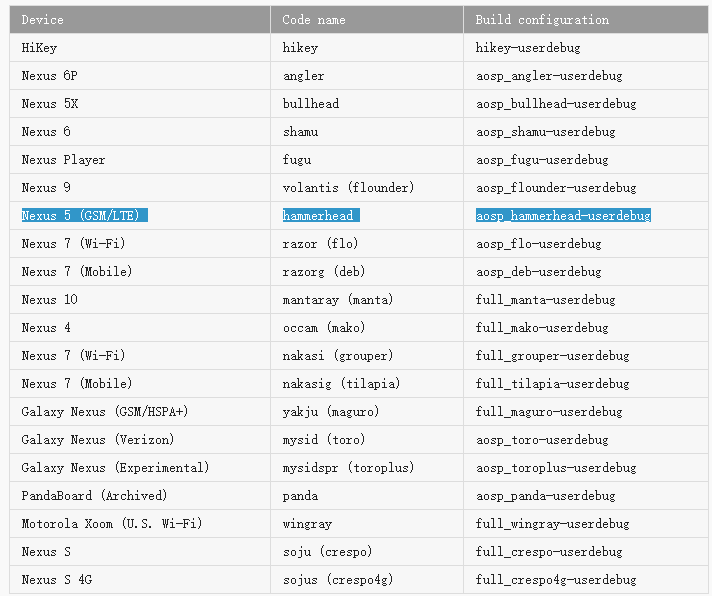 Device Code name Build configuration
HiKey hikey hikey-userdebug
Nexus 6P angler aosp_angler-userdebug
Nexus 5X bullhead aosp_bullhead-userdebug
Nexus 6 shamu aosp_shamu-userdebug
Nexus Player fugu aosp_fugu-userdebug
Nexus 9 volantis (flounder) aosp_flounder-userdebug
Nexus 5 (GSM/LTE) hammerhead aosp_hammerhead-userdebug
Nexus 7 (Wi-Fi) razor (flo) aosp_flo-userdebug
Nexus 7 (Mobile) razorg (deb) aosp_deb-userdebug
Nexus 10 mantaray (manta) full_manta-userdebug
Nexus 4 occam (mako) full_mako-userdebug
Nexus 7 (Wi-Fi) nakasi (grouper) full_grouper-userdebug
Nexus 7 (Mobile) nakasig (tilapia) full_tilapia-userdebug
Galaxy Nexus (GSM/HSPA+) yakju (maguro) full_maguro-userdebug
Galaxy Nexus (Verizon) mysid (toro) aosp_toro-userdebug
Galaxy Nexus (Experimental) mysidspr (toroplus) aosp_toroplus-userdebug
PandaBoard (Archived) panda aosp_panda-userdebug
Motorola Xoom (U.S. Wi-Fi) wingray full_wingray-userdebug
Nexus S soju (crespo) full_crespo-userdebug
Nexus S 4G sojus (crespo4g) full_crespo4g-userdebug